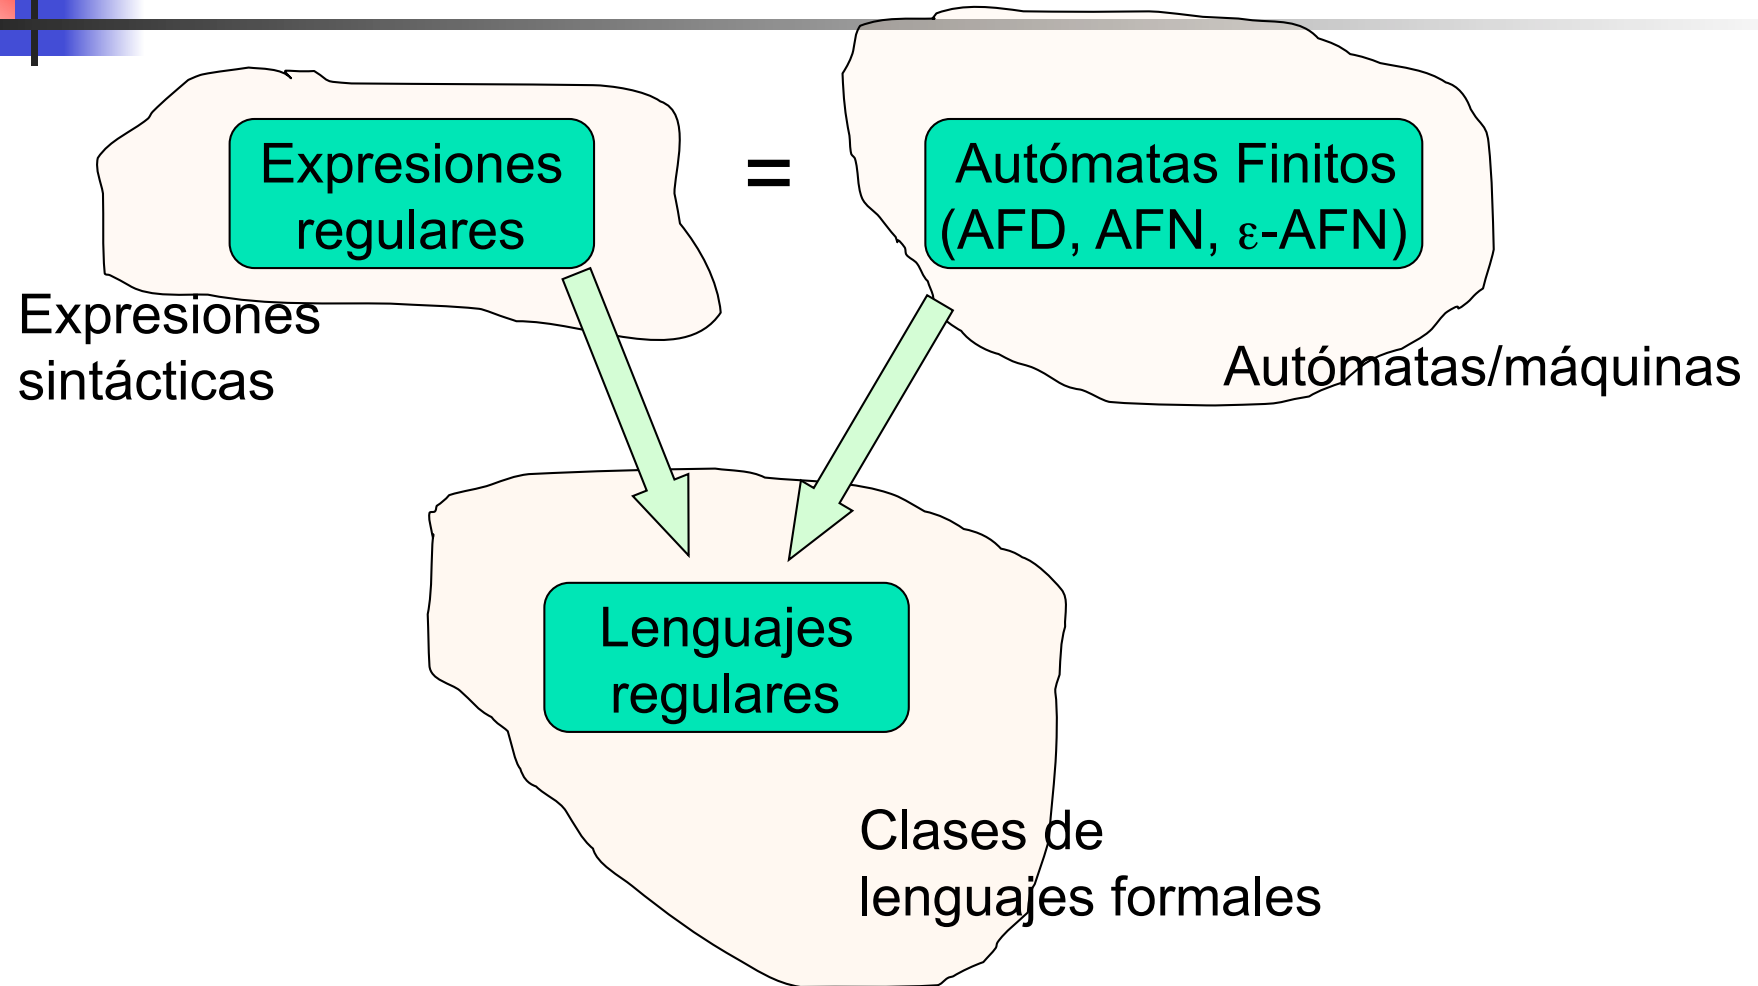 Expresiones
regulares
=
Autómatas Finitos
(AFD, AFN, ε-AFN)
Expresiones
sintácticas
Autómatas/máquinas
Lenguajes
regulares
Clases de
lenguajes formales